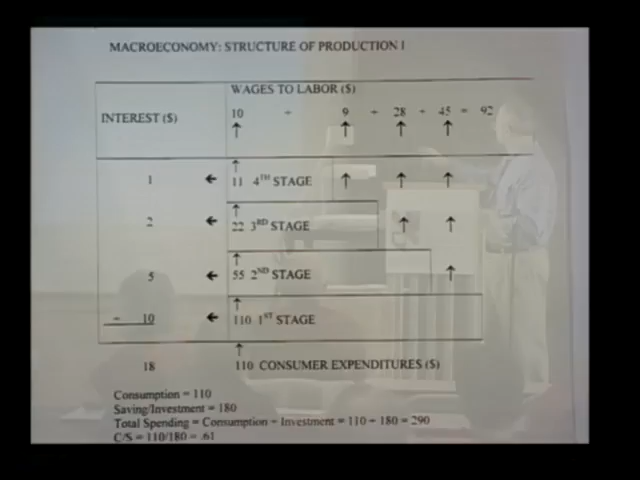 MACROECONOMY: STRUCTURE OF PRODUCTION I
WAGES TO LABOR ($)
INTEREST ($)
10 + 9 + 28 + 45 = 92
1 ← 11 4TH STAGE
2 ← 22 3RD STAGE
5 ← 55 2ND STAGE
10 ← 110 1ST STAGE
18 110 CONSUMER EXPENDITURES ($)
Consumption = 110
Saving/Investment = 180
Total Spending = Consumption + Investment = 110 + 180 = 290
C/S = 110/180 = .61